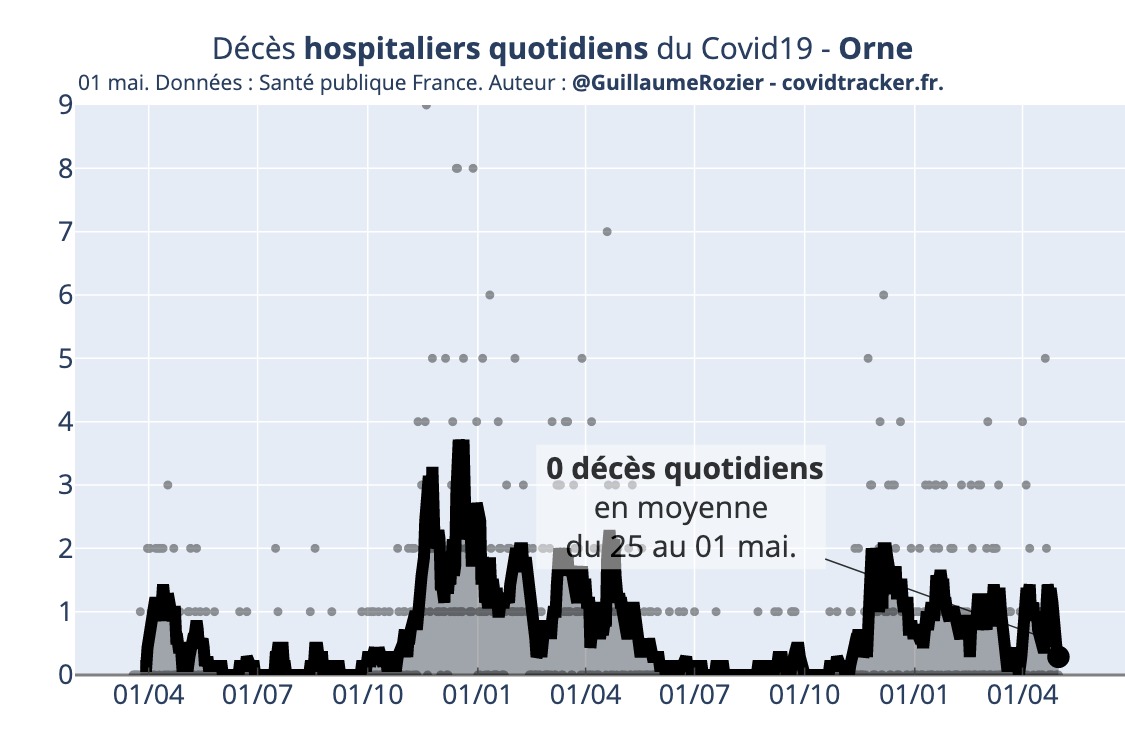 Décès hospitaliers quotidiens du Covid19 - Orne
01 mai. Données : Santé publique France. Auteur : @GuillaumeRozier - covidtracker.fr.
9
8
7
6
5
4
3
2
1
0
0 décès quotidiens
en moyenne
du 25 au 01 mai.
01/04 01/07 01/10 01/01 01/04 01/07 01/10 01/01 01/04